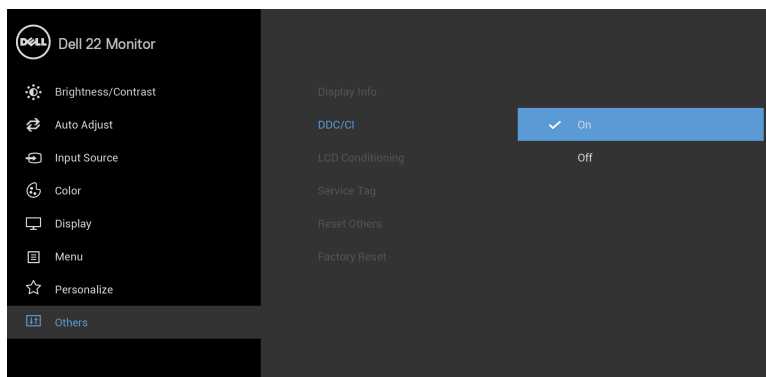 DELL
Dell 22 Monitor
Brightness/Contrast
Display Info
Auto Adjust
DDC/CI
On
Input Source
LCD Conditioning
Off
Color
Service Tag
Display
Reset Others
Menu
Factory Reset
Personalize
Others